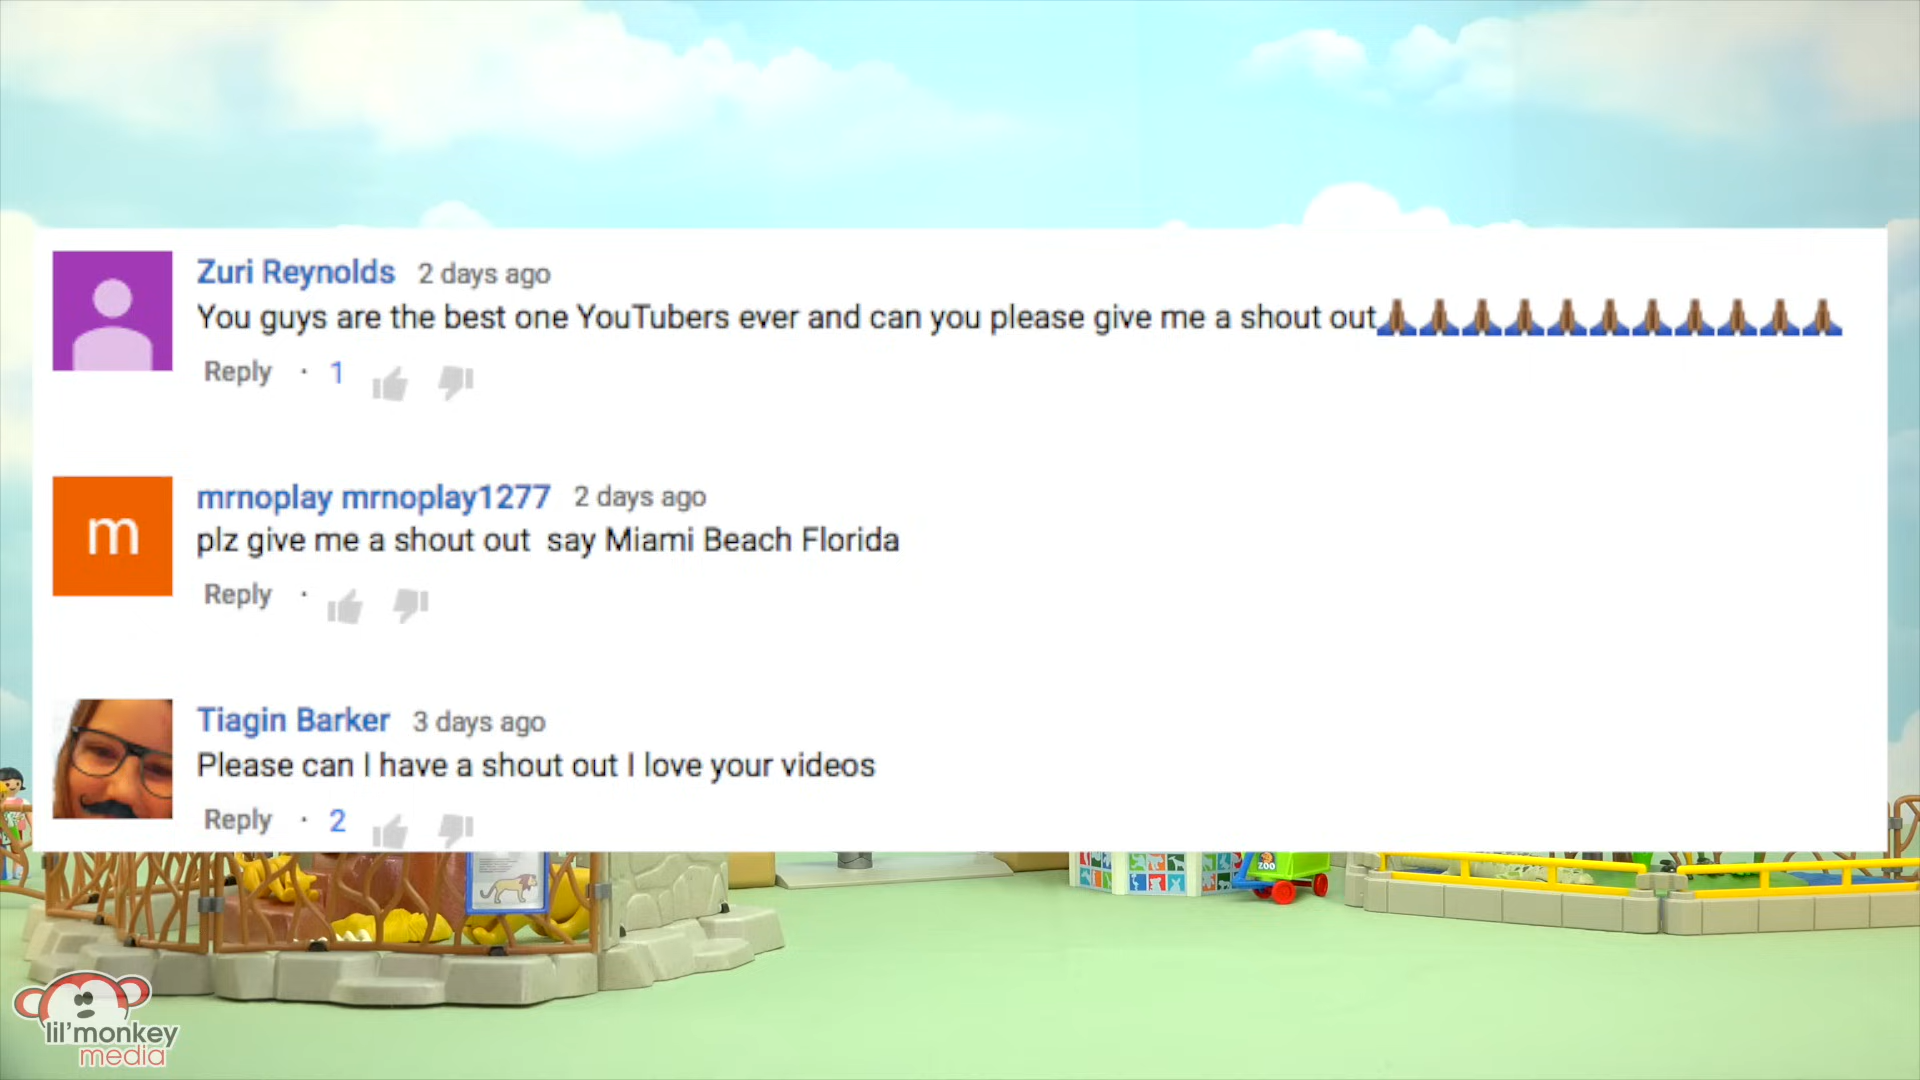 Zuri Reynolds 2 days ago
You guys are the best one YouTubers ever and can you please give me a shout out🙏🏾🙏🏾🙏🏾🙏🏾🙏🏾🙏🏾🙏🏾🙏🏾🙏🏾🙏🏾🙏🏾
Reply · 1
m
mrnoplay mrnoplay1277 2 days ago
plz give me a shout out  say Miami Beach Florida
Reply ·
Tiagin Barker 3 days ago
Please can I have a shout out I love your videos
Reply · 2
ZOO
lil'monkey
media